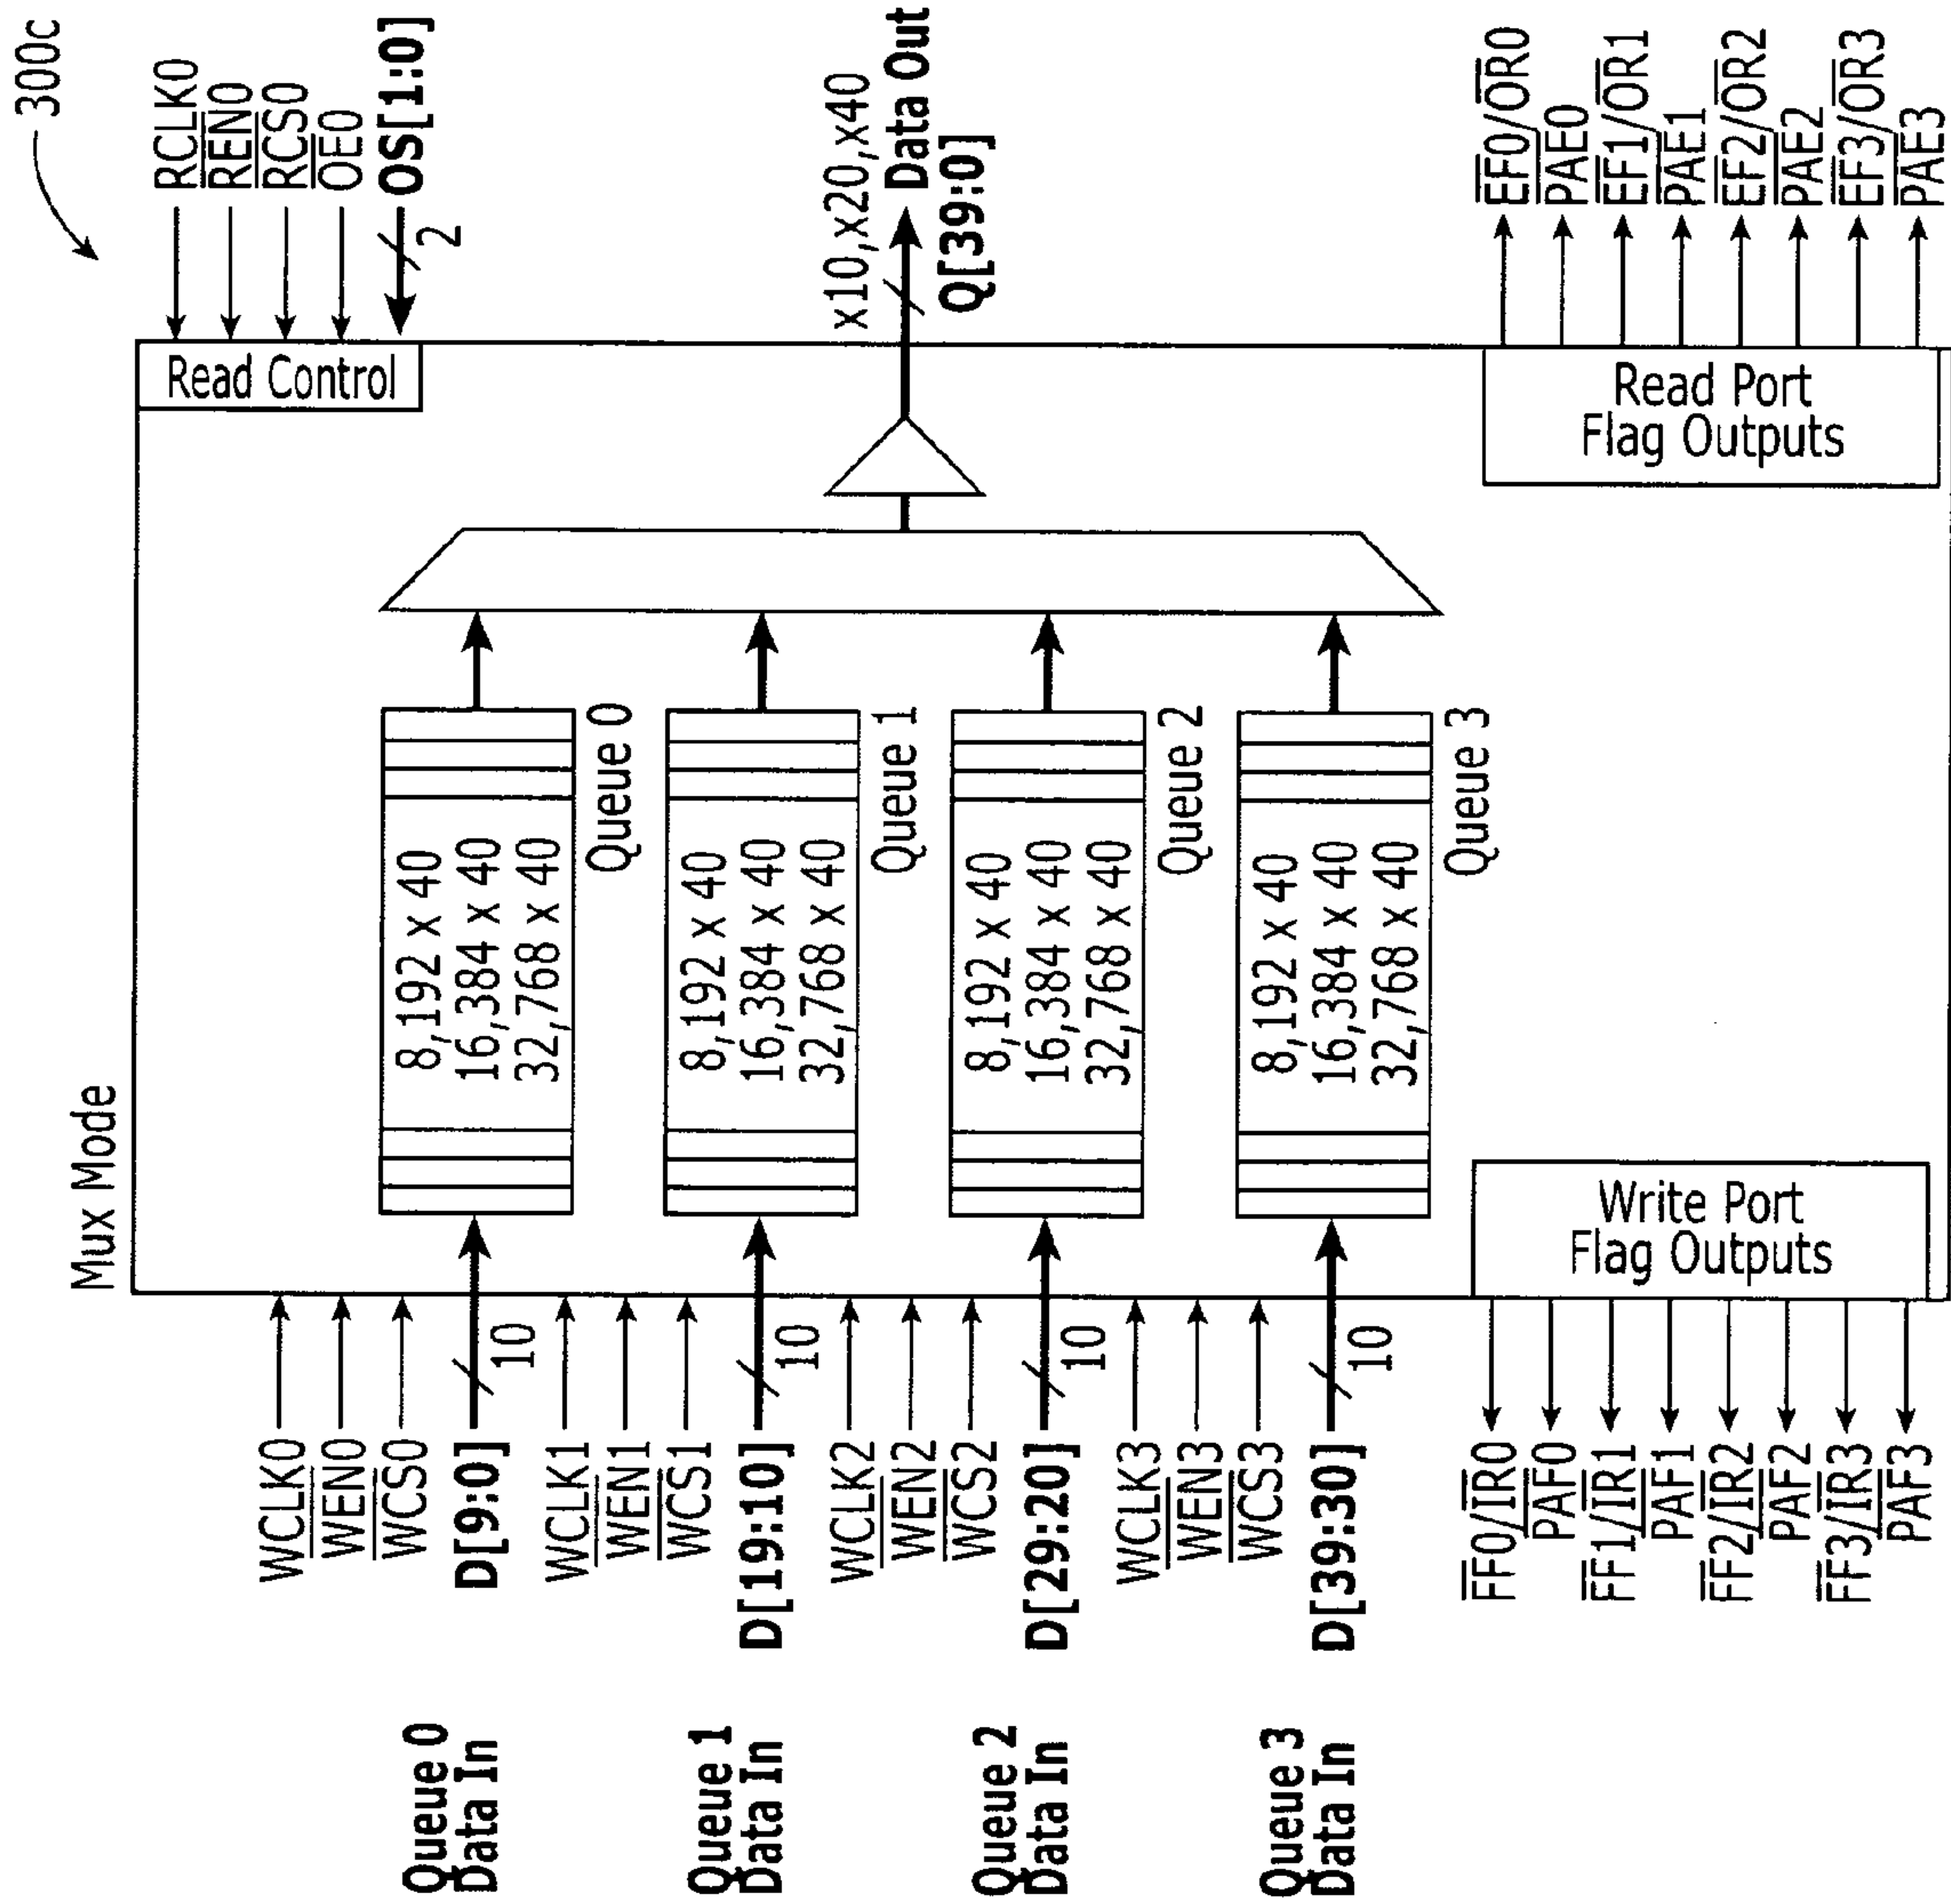 300c
Mux Mode
RCLK0
REN0
RCS0
OE0
OS[1:0]
2
Read Control
WCLK0
WEN0
WCS0
Queue 0
Data In
D[9:0]
10
8,192 x 40
16,384 x 40
32,768 x 40
Queue 0
WCLK1
WEN1
WCS1
Queue 1
Data In
D[19:10]
10
8,192 x 40
16,384 x 40
32,768 x 40
Queue 1
x10,x20,x40
Data Out
Q[39:0]
WCLK2
WEN2
WCS2
Queue 2
Data In
D[29:20]
10
8,192 x 40
16,384 x 40
32,768 x 40
Queue 2
WCLK3
WEN3
WCS3
Queue 3
Data In
D[39:30]
10
8,192 x 40
16,384 x 40
32,768 x 40
Queue 3
FF0/IR0
PAF0
FF1/IR1
PAF1
FF2/IR2
PAF2
FF3/IR3
PAF3
Write Port
Flag Outputs
Read Port
Flag Outputs
EF0/OR0
PAE0
EF1/OR1
PAE1
EF2/OR2
PAE2
EF3/OR3
PAE3